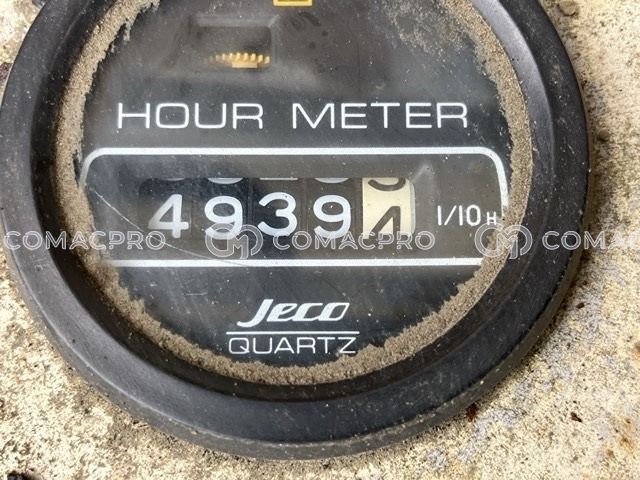 HOUR METER
49394 1/10 H
COMACPRO COMACPRO COMAC
Jeco
QUARTZ